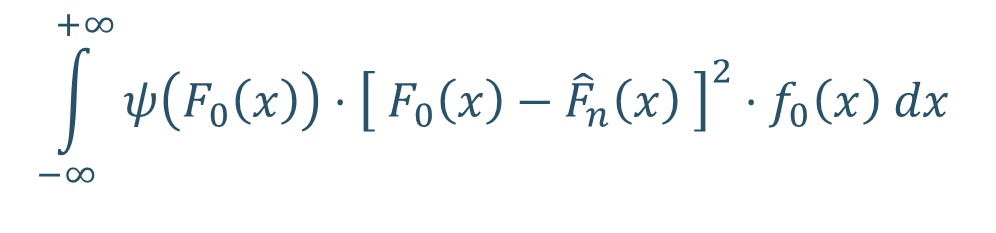 ∫_{-∞}^{+∞} ψ(F₀(x)) · [ F₀(x) − F̂ₙ(x) ]² · f₀(x) dx